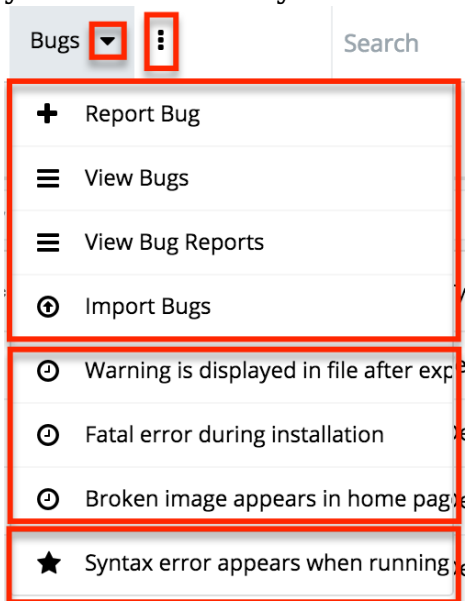 Bugs
Search
Report Bug
View Bugs
View Bug Reports
Import Bugs
Warning is displayed in file after exp
Fatal error during installation
Broken image appears in home pag
Syntax error appears when running